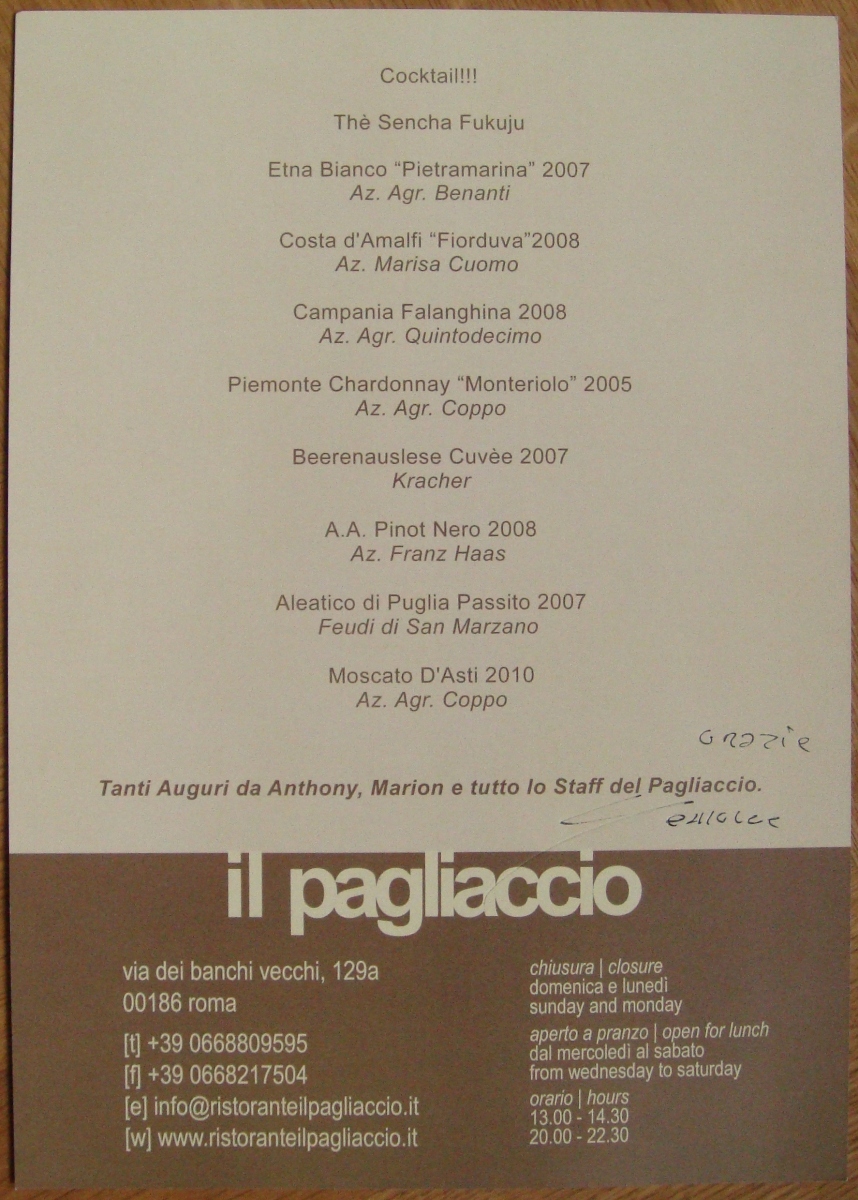 Cocktail!!!
Thè Sencha Fukuju
Etna Bianco “Pietramarina” 2007
Az. Agr. Benanti
Costa d'Amalfi “Fiorduva”2008
Az. Marisa Cuomo
Campania Falanghina 2008
Az. Agr. Quintodecimo
Piemonte Chardonnay “Monteriolo” 2005
Az. Agr. Coppo
Beerenauslese Cuvèe 2007
Kracher
A.A. Pinot Nero 2008
Az. Franz Haas
Aleatico di Puglia Passito 2007
Feudi di San Marzano
Moscato D'Asti 2010
Az. Agr. Coppo
Grazie
Tanti Auguri da Anthony, Marion e tutto lo Staff del Pagliaccio.
il pagliaccio
via dei banchi vecchi, 129a
00186 roma
[t] +39 0668809595
[f] +39 0668217504
[e] info@ristoranteilpagliaccio.it
[w] www.ristoranteilpagliaccio.it
chiusura | closure
domenica e lunedì
sunday and monday
aperto a pranzo | open for lunch
dal mercoledì al sabato
from wednesday to saturday
orario | hours
13.00 - 14.30
20.00 - 22.30